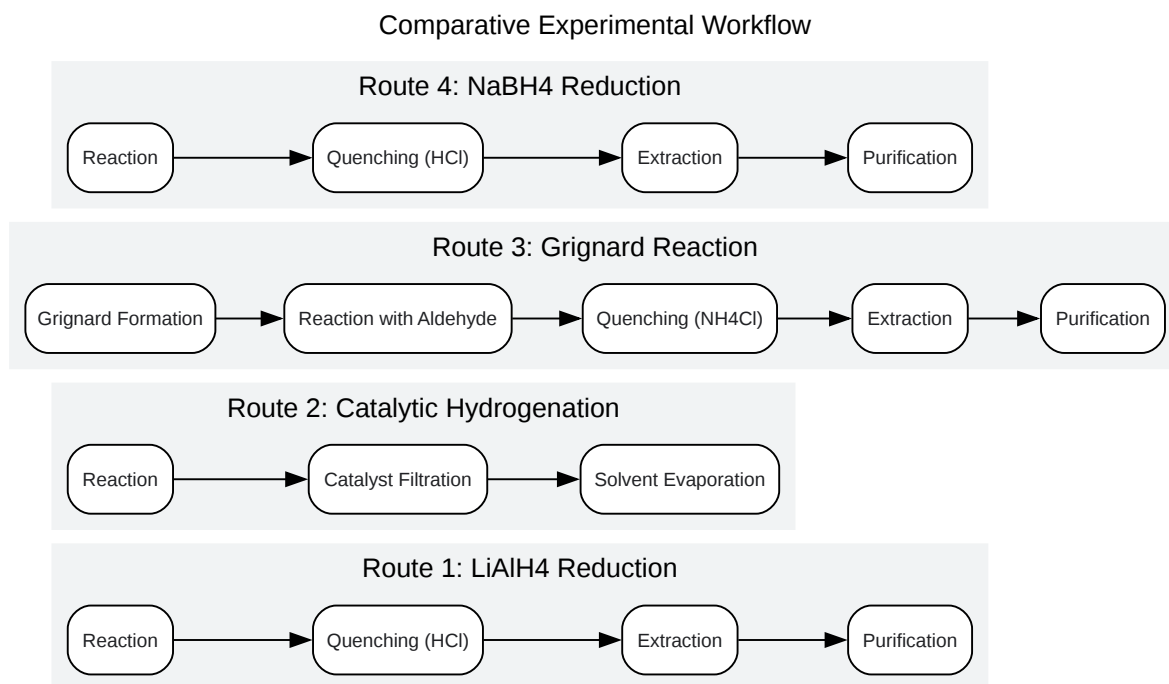 Comparative Experimental Workflow
Route 4: NaBH4 Reduction
Reaction
Quenching (HCl)
Extraction
Purification
Route 3: Grignard Reaction
Grignard Formation
Reaction with Aldehyde
Quenching (NH4Cl)
Extraction
Purification
Route 2: Catalytic Hydrogenation
Reaction
Catalyst Filtration
Solvent Evaporation
Route 1: LiAlH4 Reduction
Reaction
Quenching (HCl)
Extraction
Purification